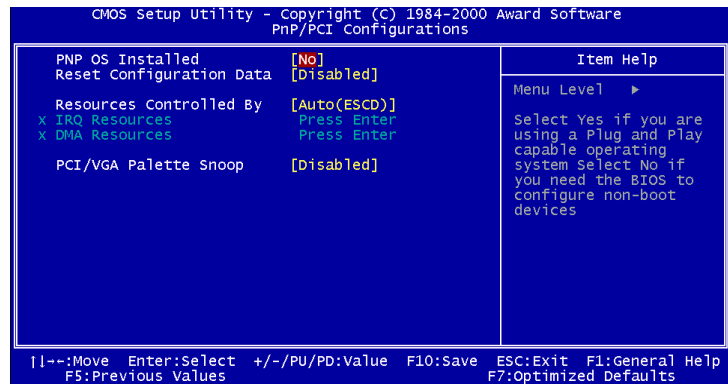 CMOS Setup Utility - Copyright (C) 1984-2000 Award Software
PnP/PCI Configurations
PNP OS Installed [No]
Reset Configuration Data [Disabled]
Resources Controlled By [Auto(ESCD)]
x IRQ Resources Press Enter
x DMA Resources Press Enter
PCI/VGA Palette Snoop [Disabled]
Item Help
Menu Level ▶
Select Yes if you are
using a Plug and Play
capable operating
system Select No if
you need the BIOS to
configure non-boot
devices
↑↓→←:Move Enter:Select +/-/PU/PD:Value F10:Save ESC:Exit F1:General Help
F5:Previous Values F7:Optimized Defaults